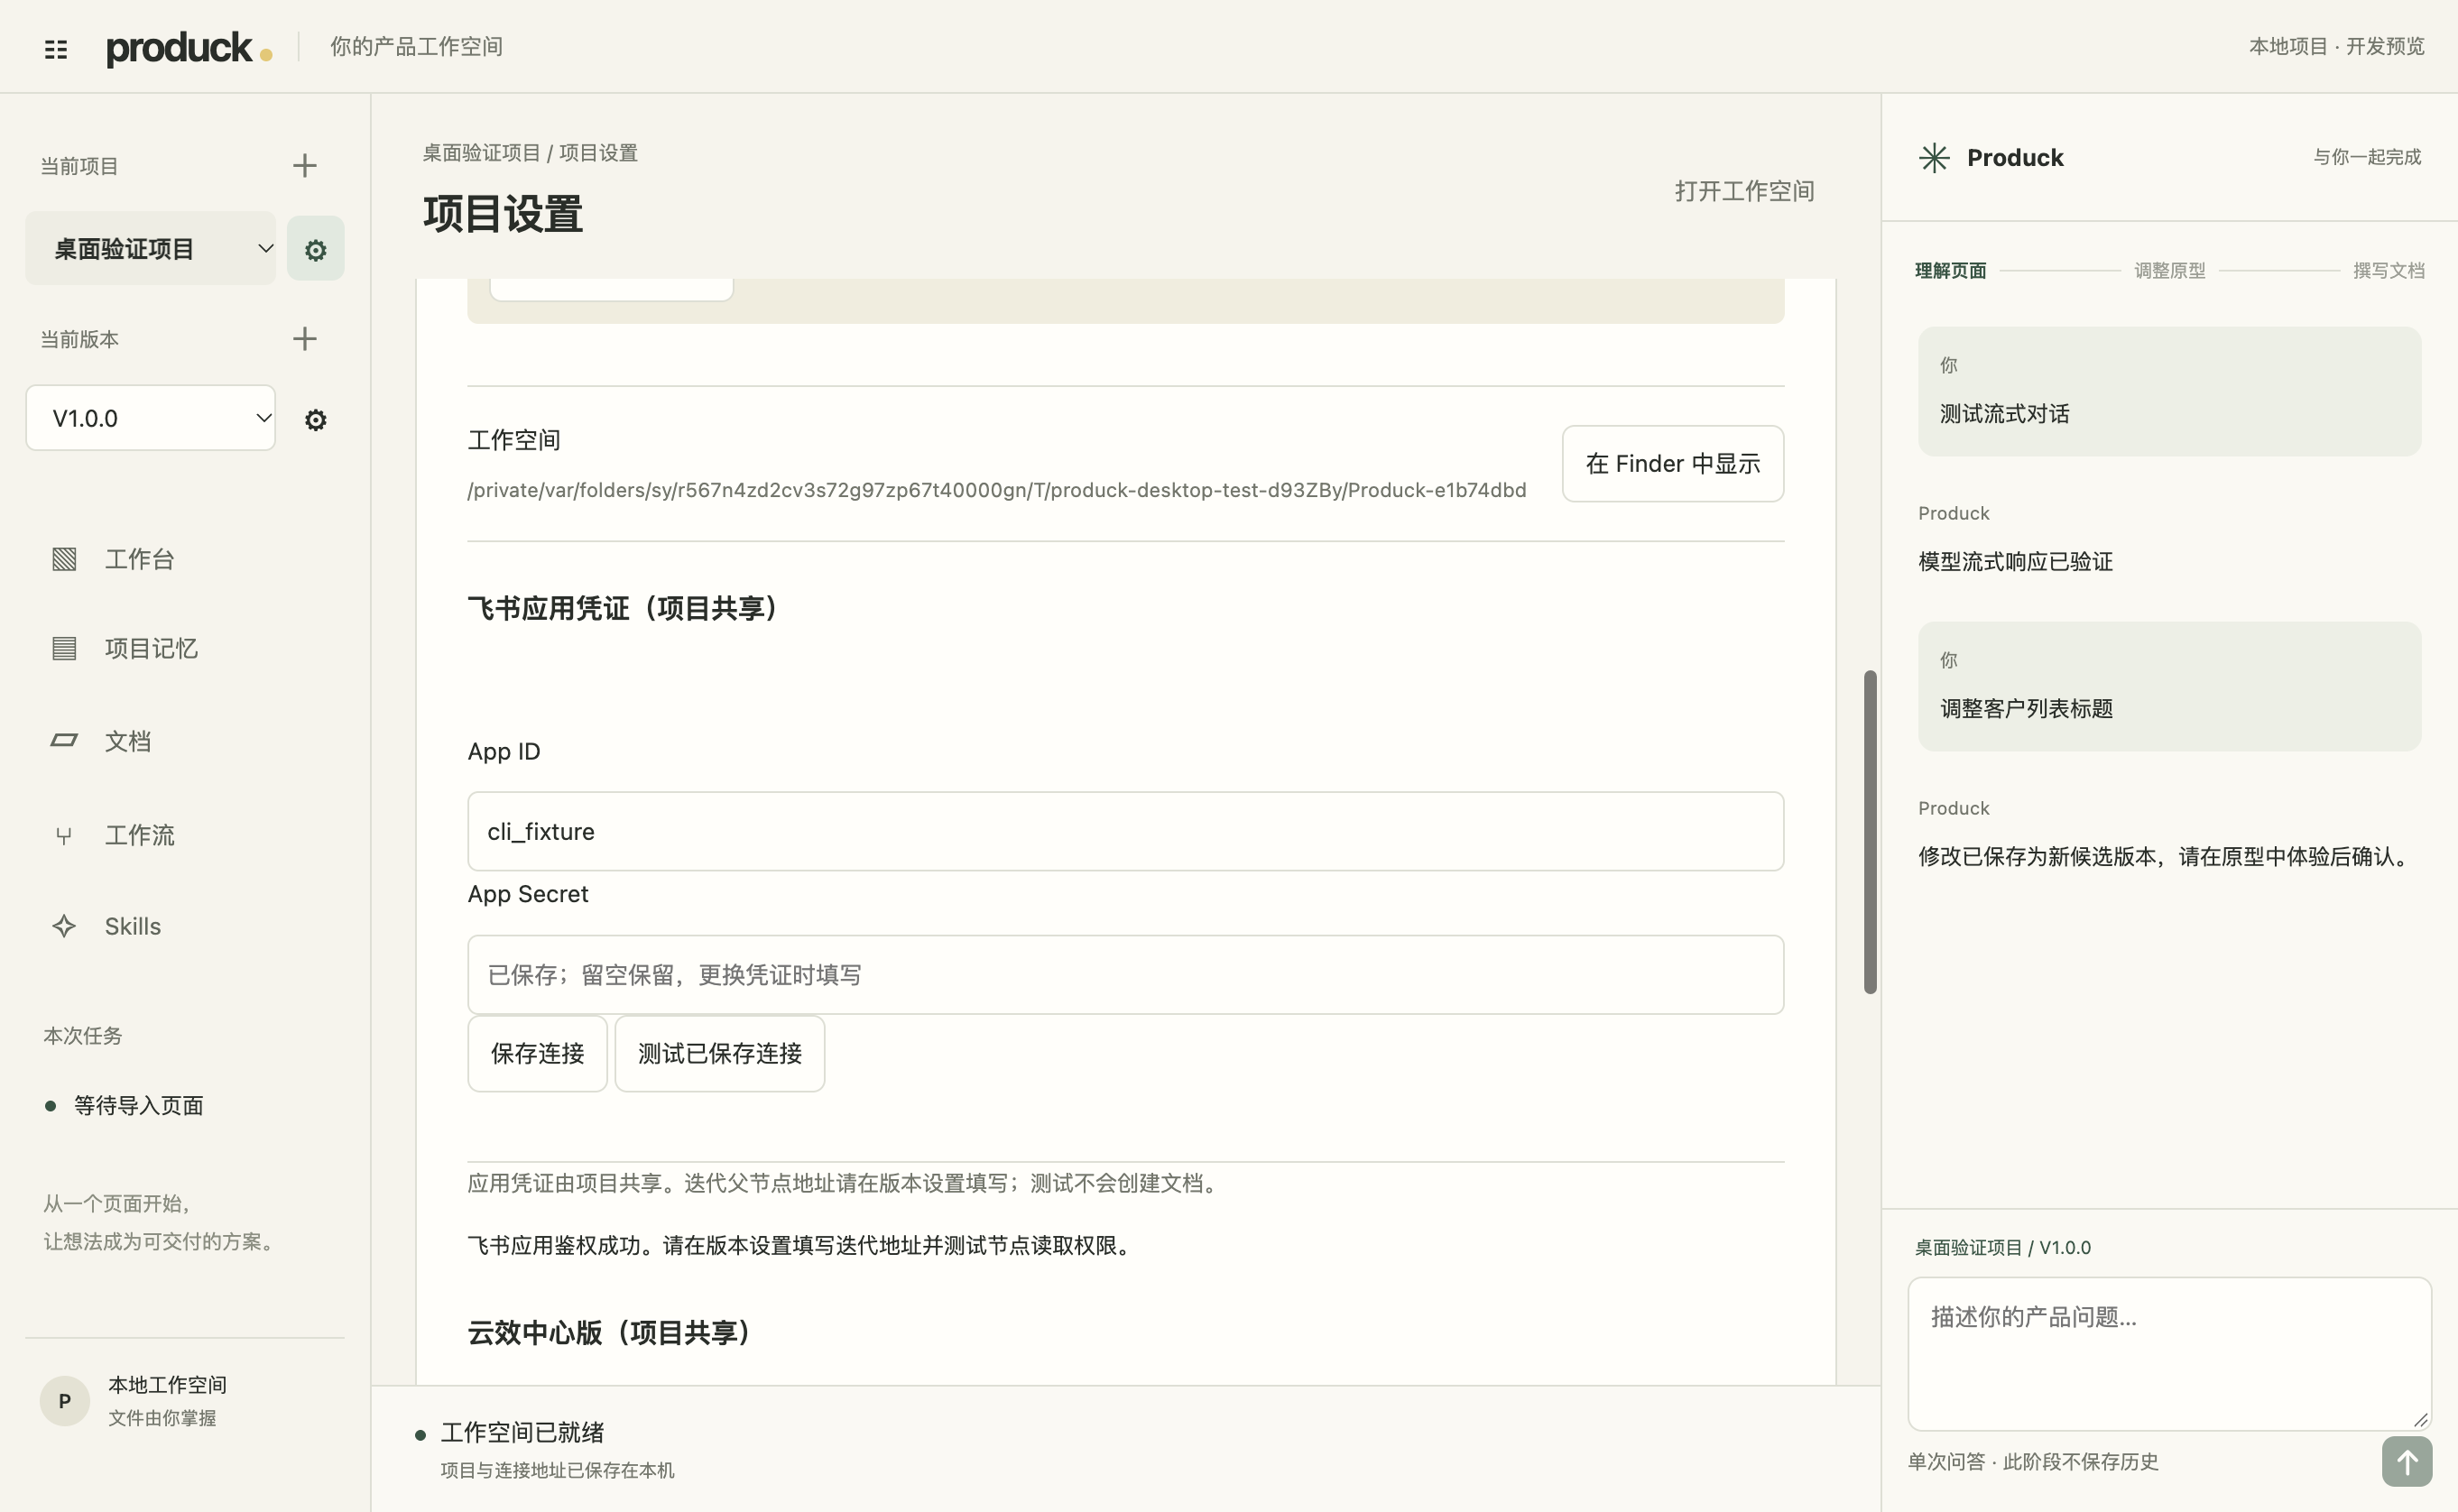 produck
你的产品工作空间
本地项目 · 开发预览
当前项目
桌面验证项目
当前版本
V1.0.0
工作台
项目记忆
文档
工作流
Skills
本次任务
等待导入页面
从一个页面开始，
让想法成为可交付的方案。
P
本地工作空间
文件由你掌握
桌面验证项目 / 项目设置
项目设置
打开工作空间
工作空间
/private/var/folders/sy/r567n4zd2cv3s72g97zp67t40000gn/T/produck-desktop-test-d93ZBy/Produck-e1b74dbd
在 Finder 中显示
飞书应用凭证（项目共享）
App ID
cli_fixture
App Secret
已保存；留空保留，更换凭证时填写
保存连接
测试已保存连接
应用凭证由项目共享。迭代父节点地址请在版本设置填写；测试不会创建文档。
飞书应用鉴权成功。请在版本设置填写迭代地址并测试节点读取权限。
云效中心版（项目共享）
工作空间已就绪
项目与连接地址已保存在本机
Produck
与你一起完成
理解页面
调整原型
撰写文档
你
测试流式对话
Produck
模型流式响应已验证
你
调整客户列表标题
Produck
修改已保存为新候选版本，请在原型中体验后确认。
桌面验证项目 / V1.0.0
描述你的产品问题...
单次问答 · 此阶段不保存历史